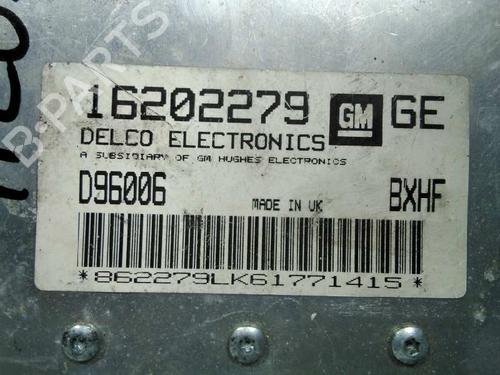 16202279 GM GE
DELCO ELECTRONICS
A SUBSIDIARY OF GM HUGHES ELECTRONICS
D96006 MADE IN UK BXHF
*862279LK61771415*
B-PARTS